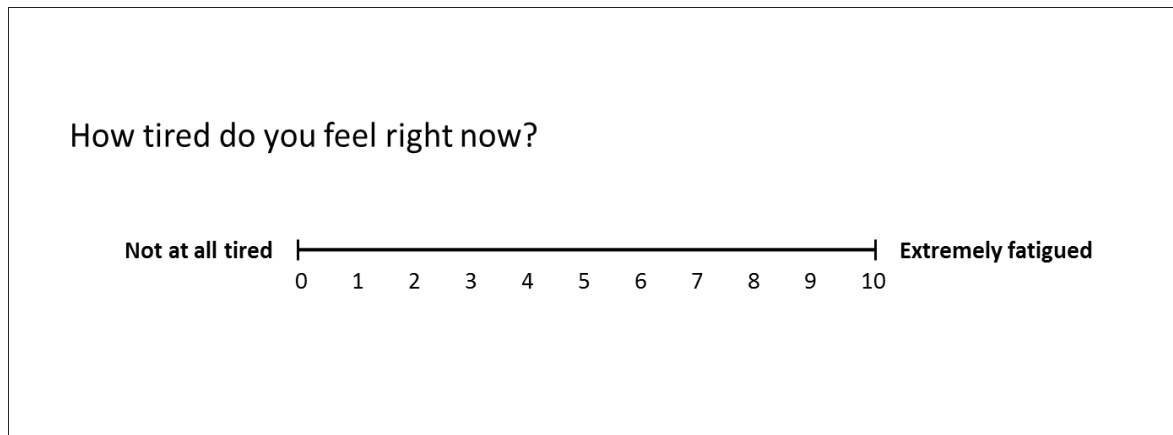 How tired do you feel right now?
Not at all tired Extremely fatigued
0 1 2 3 4 5 6 7 8 9 10